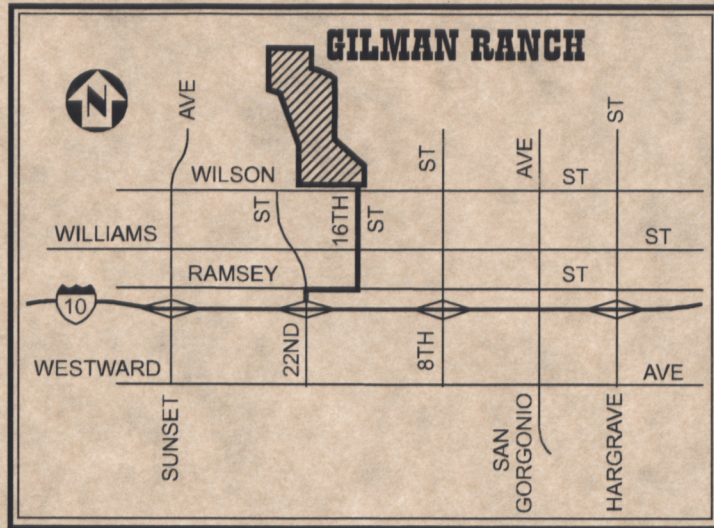 GILMAN RANCH
N
AVE
ST
AVE
ST
WILSON
ST
16TH
ST
ST
WILLIAMS
ST
RAMSEY
ST
10
WESTWARD
22ND
8TH
AVE
SUNSET
SAN
GORGONIO
HARGRAVE